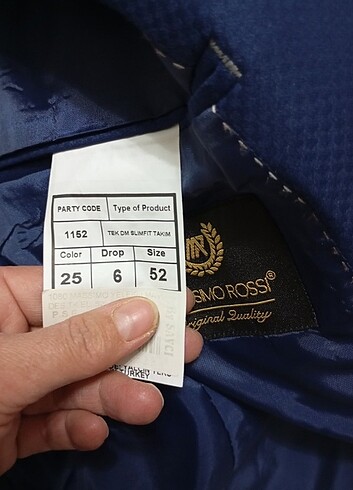 PARTY CODE Type of Product
1152 TEK DM SLIMFIT TAKIM
Color Drop Size
25 6 52
SIMO ROSSI®
Original Quality
TURKEY